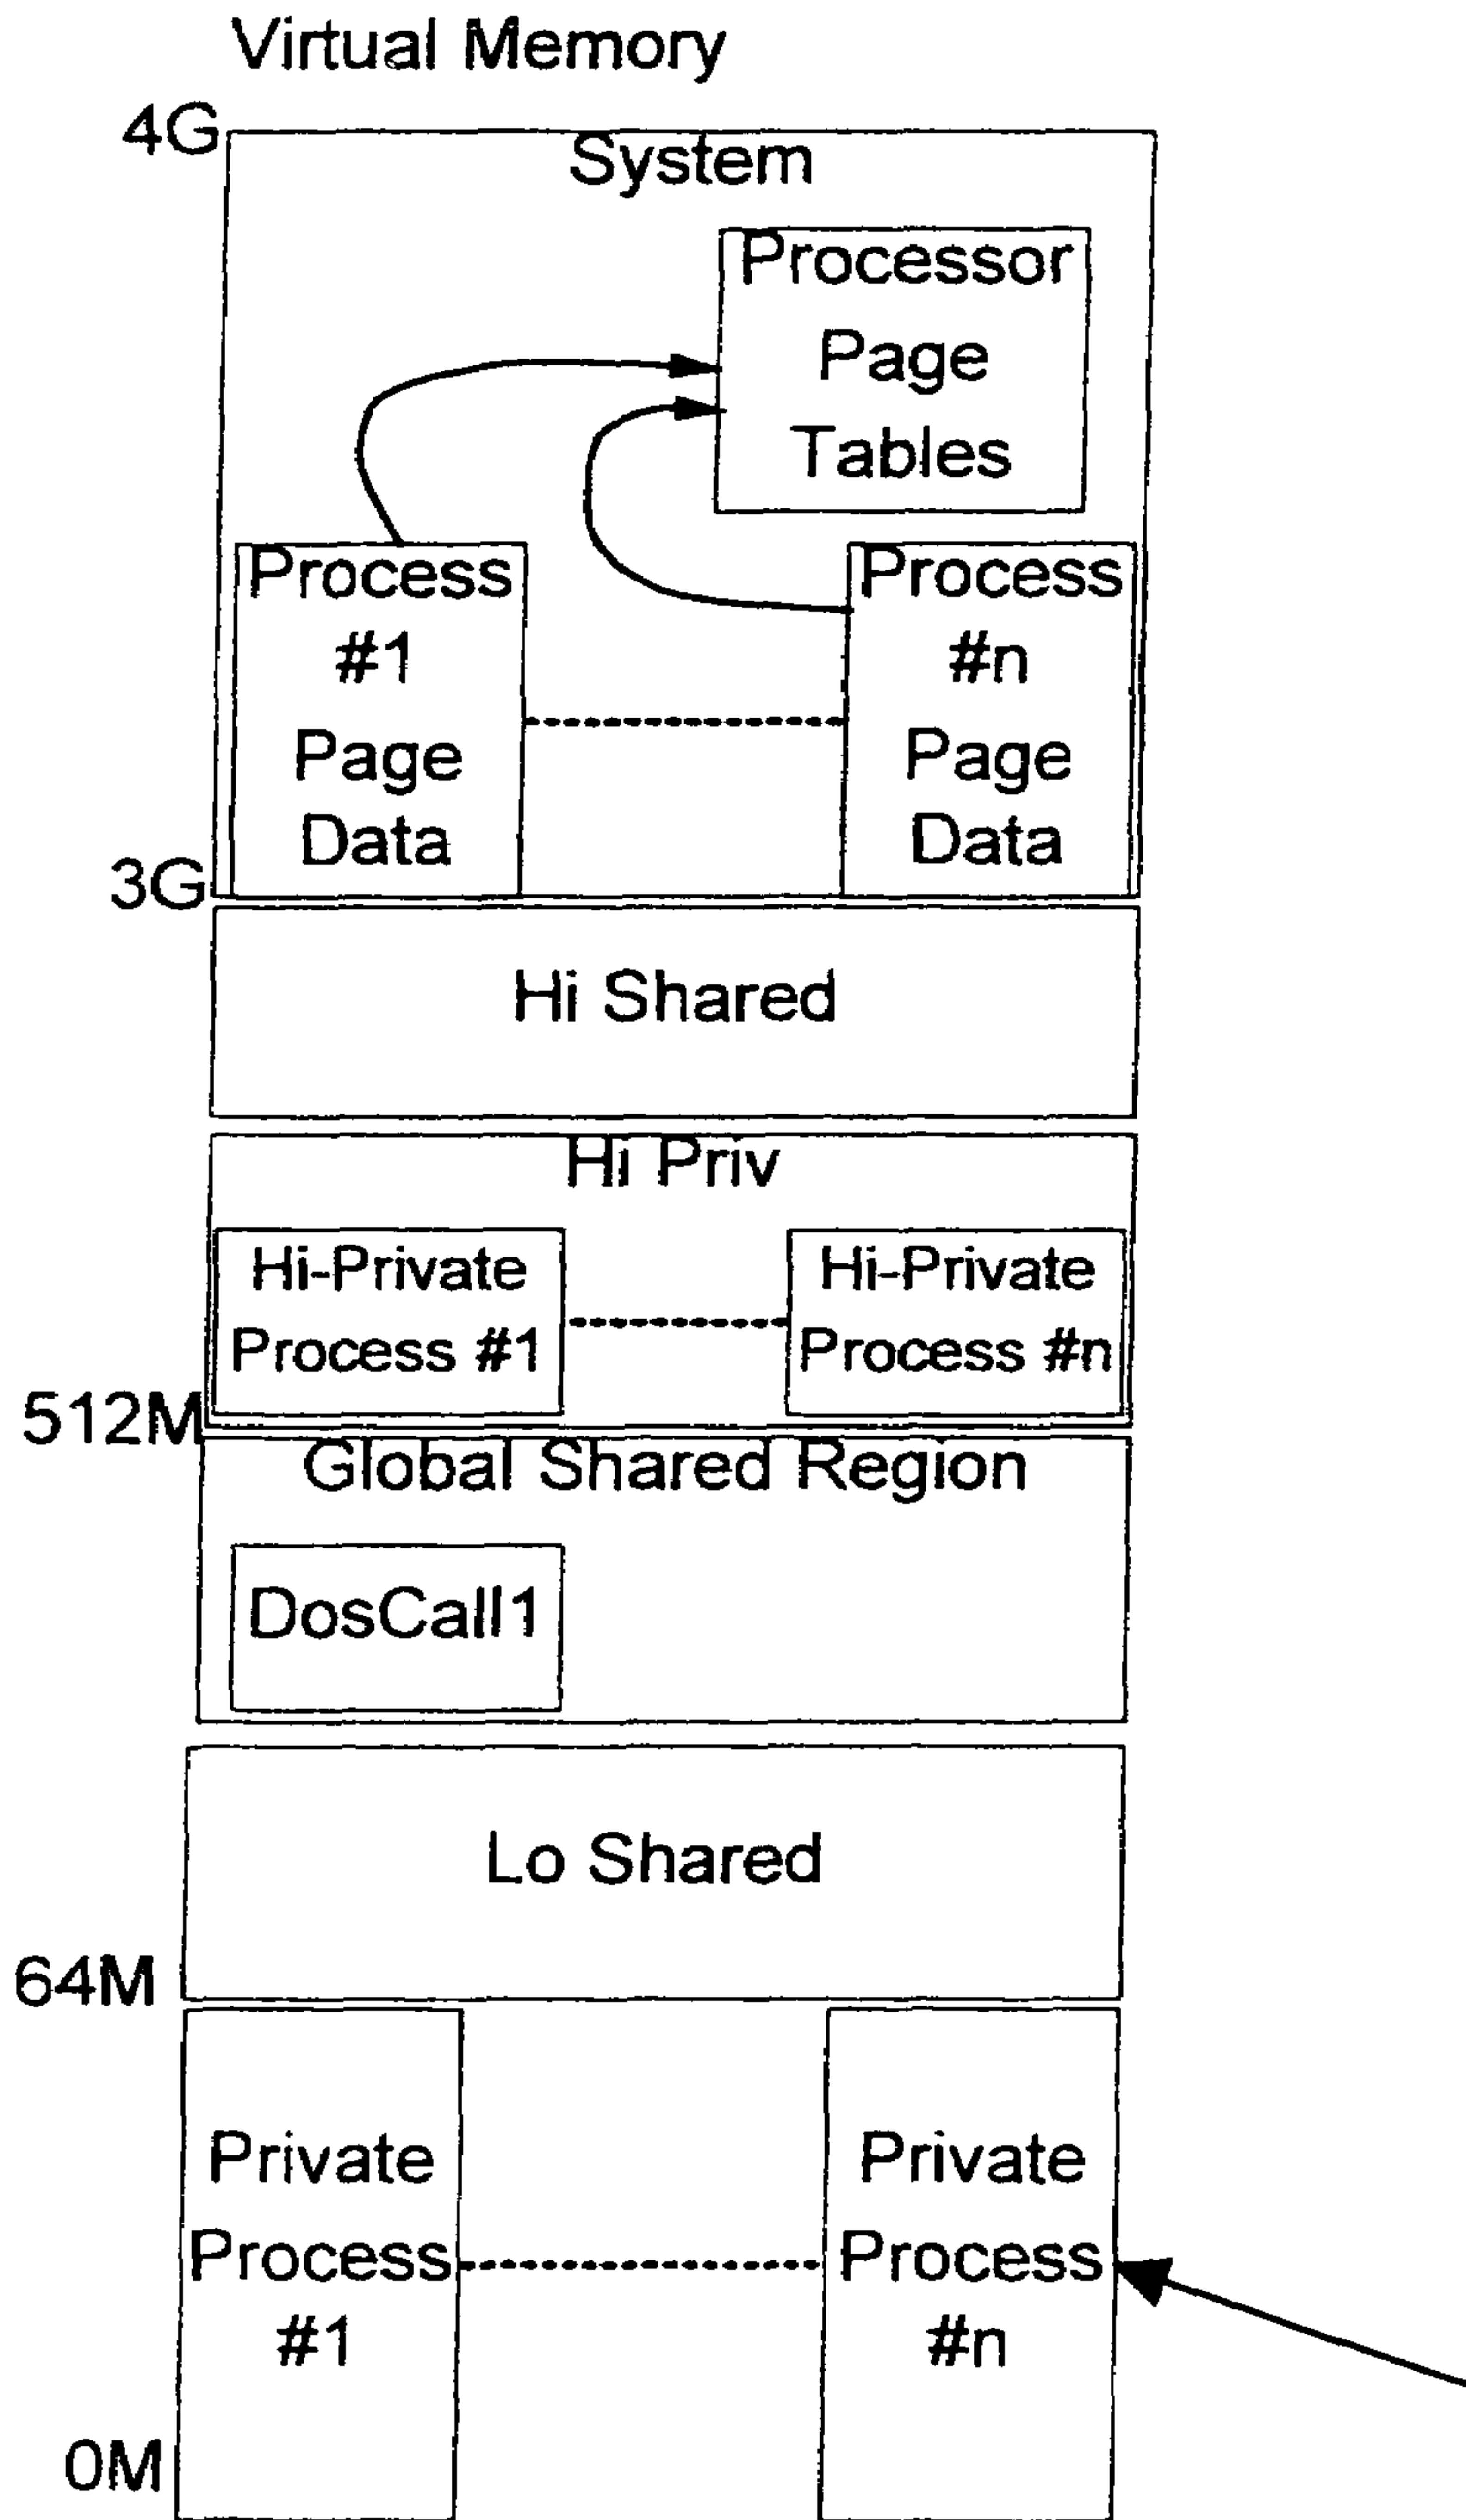 Virtual Memory
4G
System
Processor
Page
Tables
Process
#1
Page
Data
Process
#n
Page
Data
3G
Hi Shared
Hi Priv
Hi-Private
Process #1
Hi-Private
Process #n
512M
Global Shared Region
DosCall1
Lo Shared
64M
Private
Process
#1
Private
Process
#n
0M